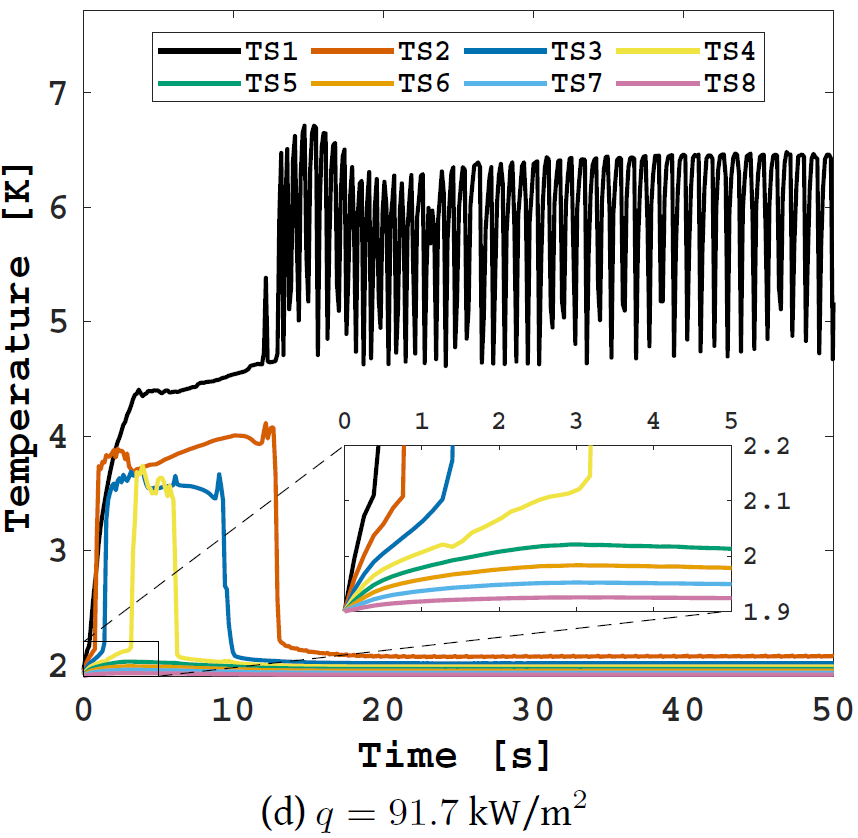 TS1 TS2 TS3 TS4
TS5 TS6 TS7 TS8
Temperature [K]
7
6
5
4
3
2
0 1 2 3 4 5
2.2
2.1
2
1.9
0 10 20 30 40 50
Time [s]
(d) q = 91.7 kW/m²